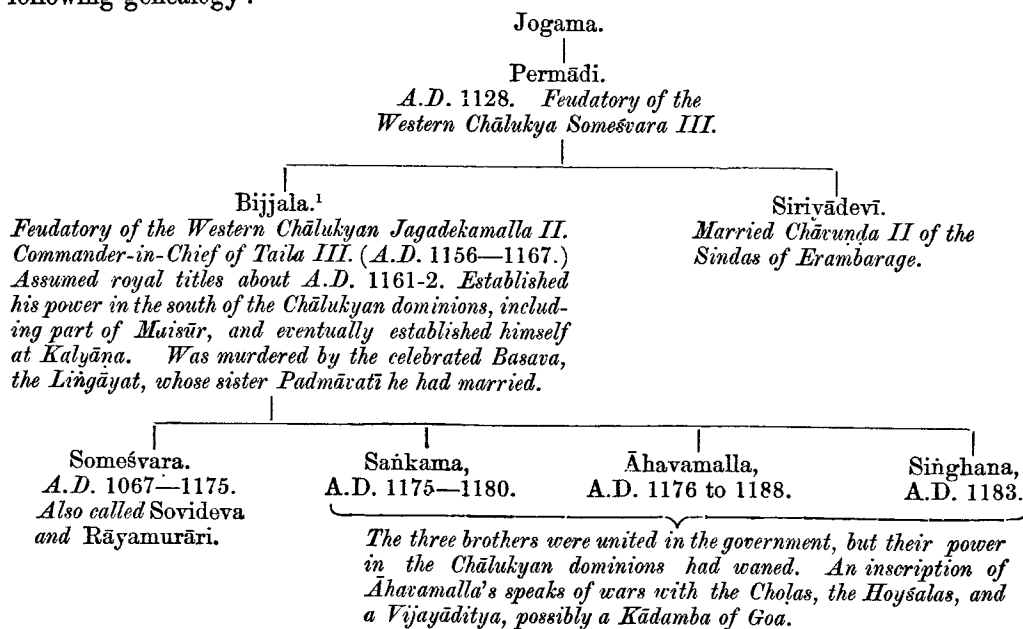 following genealogy :
Jogama.
Permādi.
A.D. 1128. Feudatory of the
Western Chālukya Someśvara III.
Bijjala.¹
Feudatory of the Western Chālukyan Jagadekamalla II.
Commander-in-Chief of Taila III. (A.D. 1156—1167.)
Assumed royal titles about A.D. 1161-2. Established
his power in the south of the Chālukyan dominions, includ-
ing part of Maisūr, and eventually established himself
at Kalyāṇa. Was murdered by the celebrated Basava,
the Liṅgāyat, whose sister Padmāvatī he had married.
Siriyādevī.
Married Chāvuṇḍa II of the
Sindas of Erambarage.
Someśvara.
A.D. 1067—1175.
Also called Sovideva
and Rāyamurāri.
Saṅkama,
A.D. 1175—1180.
Āhavamalla,
A.D. 1176 to 1188.
Siṅghana,
A.D. 1183.
The three brothers were united in the government, but their power
in the Chālukyan dominions had waned. An inscription of
Āhavamalla's speaks of wars with the Choḷas, the Hoyśalas, and
a Vijayāditya, possibly a Kādamba of Goa.